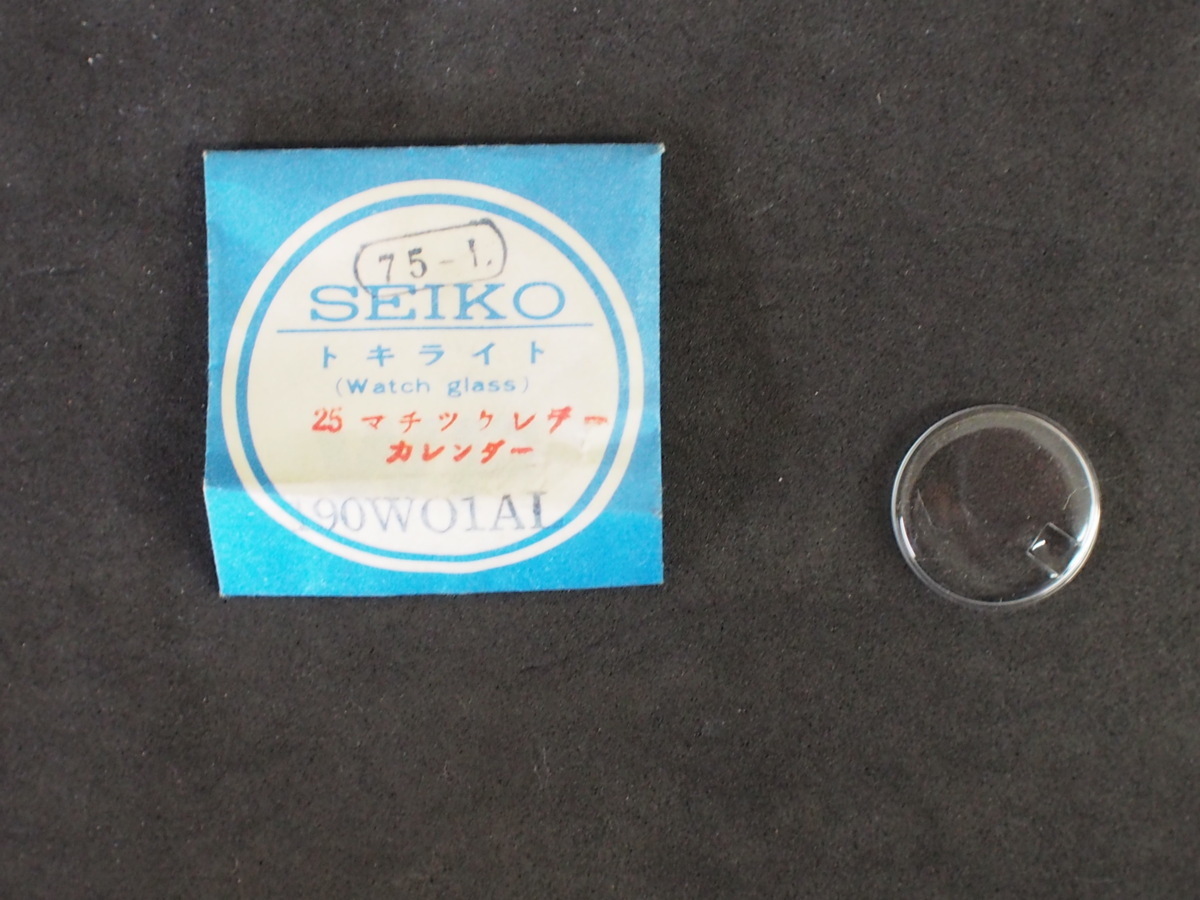 75-1.
SEIKO
トキライト
(Watch glass)
25 マチツクレデー
カレンダー
190WO1AL